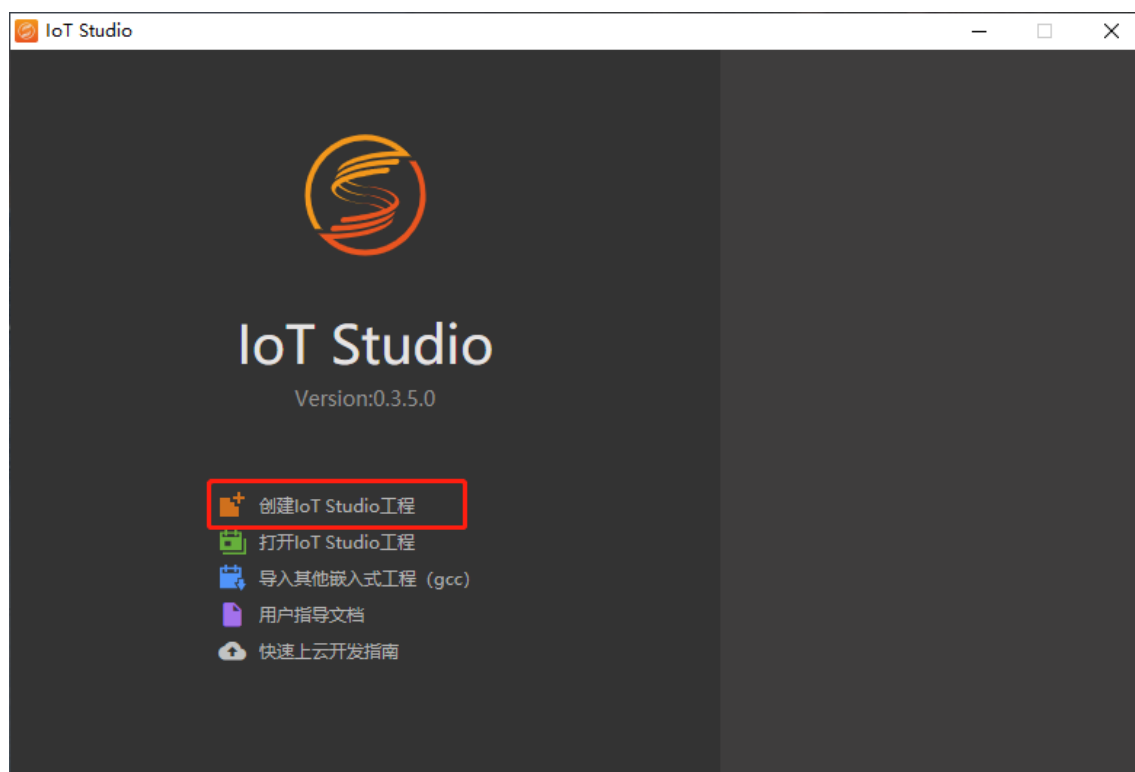 IoT Studio
IoT Studio
Version:0.3.5.0
创建IoT Studio工程
打开IoT Studio工程
导入其他嵌入式工程（gcc）
用户指导文档
快速上云开发指南